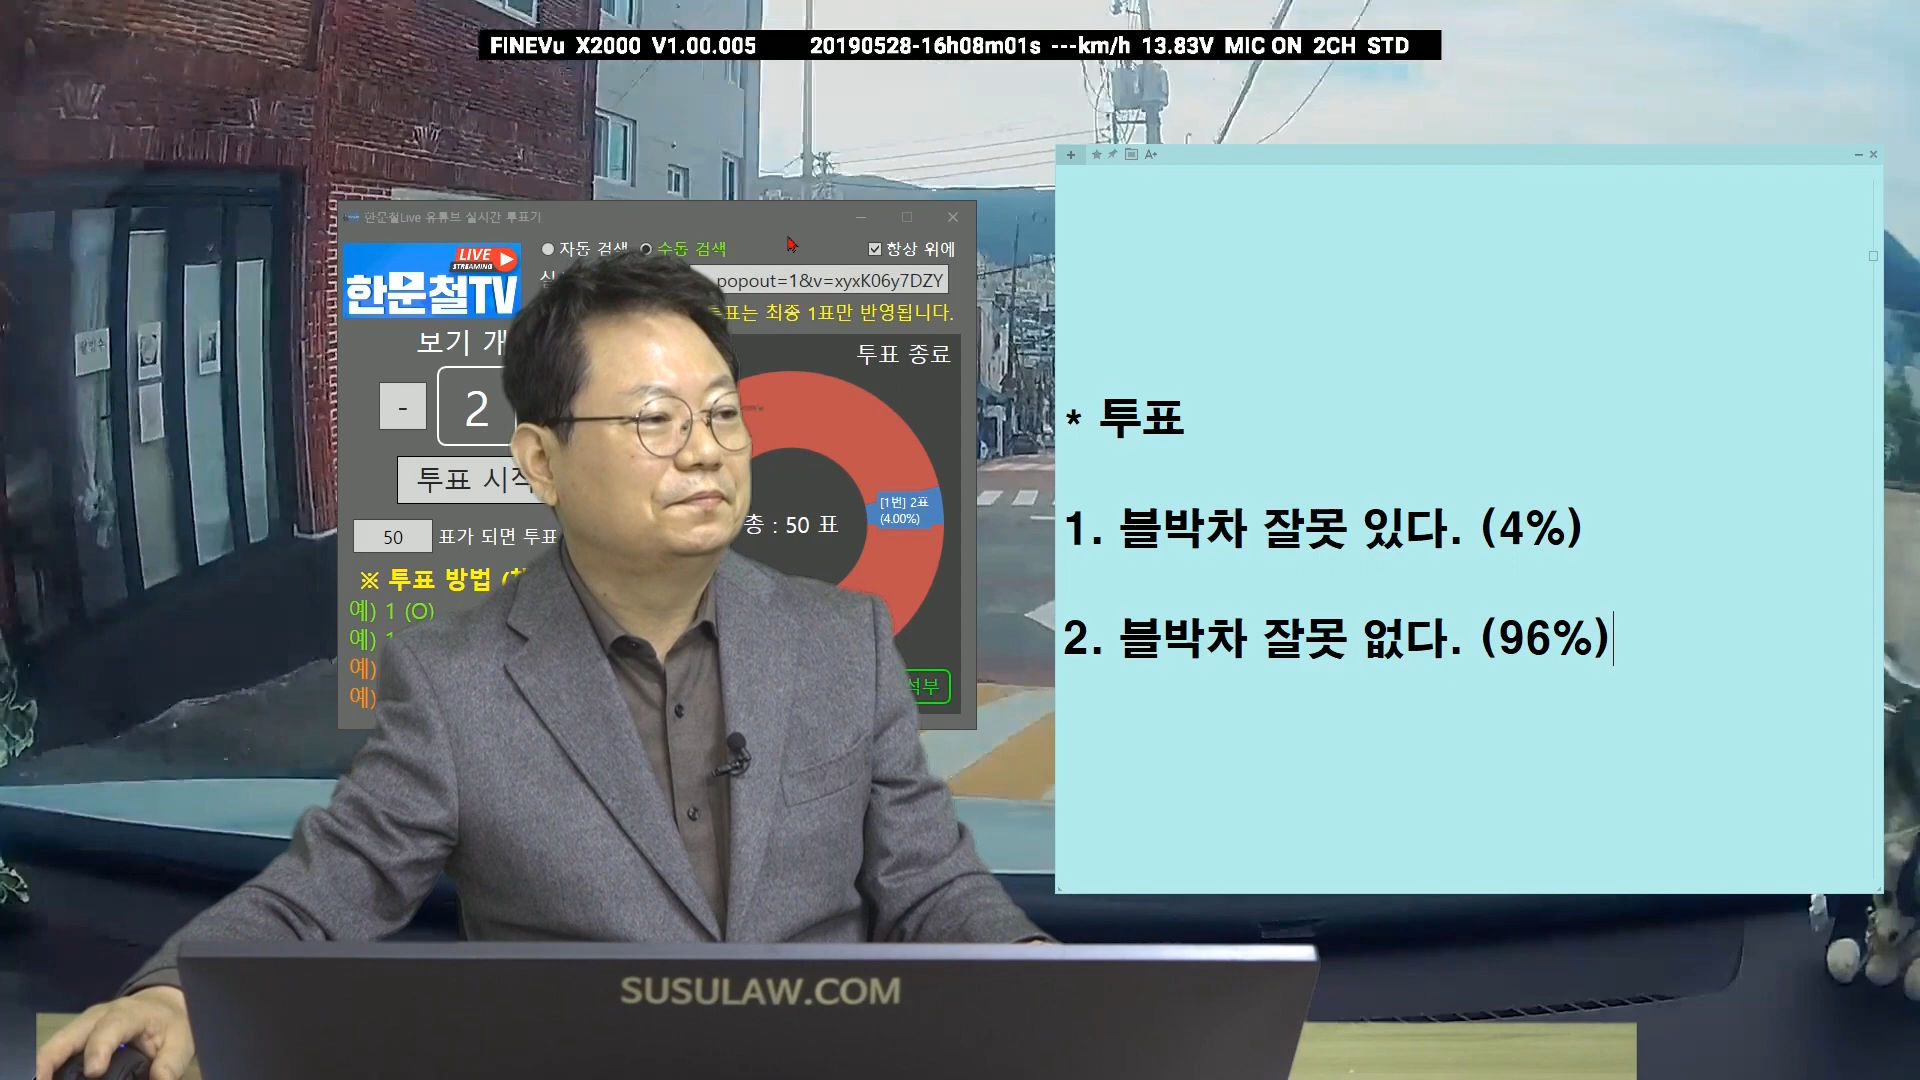 FINEVu X2000 V1.00.005 20190528-16h08m01s ---km/h 13.83V MIC ON 2CH STD
한문철Live 유튜브 실시간 투표기
LIVE
STREAMING
한문철TV
자동 검색 수동 검색 항상 위에
popout=1&v=xyxK06y7DZY
최종 1표만 반영됩니다.
보기
투표 종료
-
2
투표
[1번] 2표
(4.00%)
총 : 50 표
50 표가 되면 투표
※ 투표 방법
예) 1 (O)
예)
예)
예)
A+
* 투표
1. 블박차 잘못 있다. (4%)
2. 블박차 잘못 없다. (96%)
SUSULAW.COM